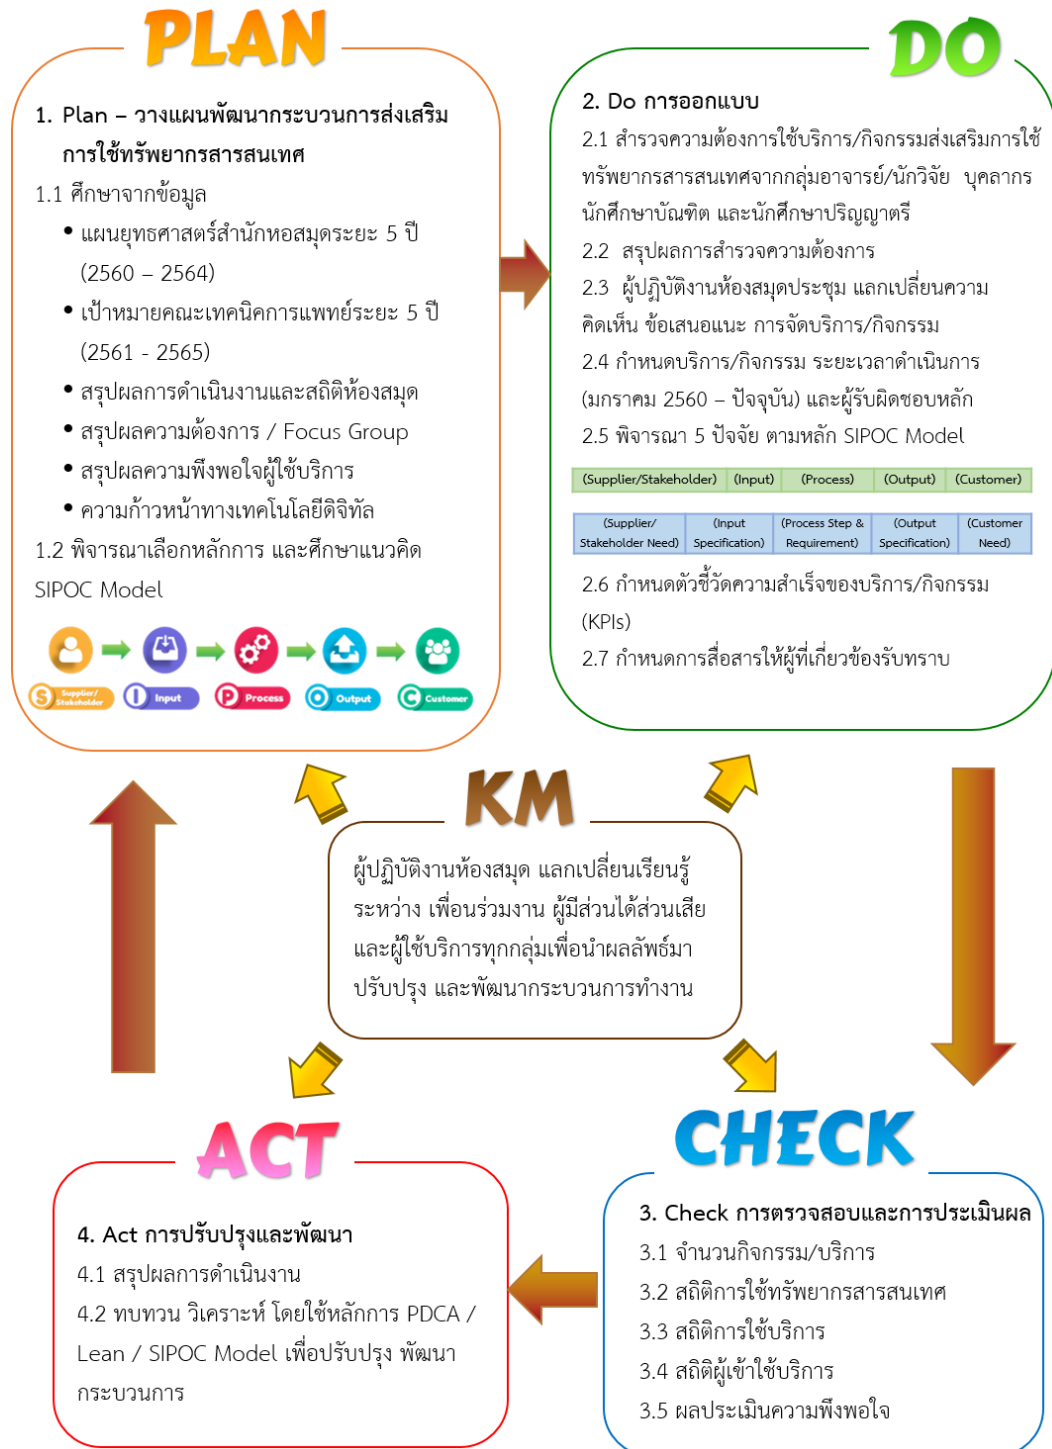 PLAN
1. Plan – วางแผนพัฒนากระบวนการส่งเสริม
การใช้ทรัพยากรสารสนเทศ
1.1 ศึกษาจากข้อมูล
• แผนยุทธศาสตร์สำนักหอสมุดระยะ 5 ปี
(2560 – 2564)
• เป้าหมายคณะเทคนิคการแพทย์ระยะ 5 ปี
(2561 - 2565)
• สรุปผลการดำเนินงานและสถิติห้องสมุด
• สรุปผลความต้องการ / Focus Group
• สรุปผลความพึงพอใจผู้ใช้บริการ
• ความก้าวหน้าทางเทคโนโลยีดิจิทัล
1.2 พิจารณาเลือกหลักการ และศึกษาแนวคิด
SIPOC Model
S Supplier/ Stakeholder I Input P Process O Output C Customer
DO
2. Do การออกแบบ
2.1 สำรวจความต้องการใช้บริการ/กิจกรรมส่งเสริมการใช้
ทรัพยากรสารสนเทศจากกลุ่มอาจารย์/นักวิจัย บุคลากร
นักศึกษาบัณฑิต และนักศึกษาปริญญาตรี
2.2 สรุปผลการสำรวจความต้องการ
2.3 ผู้ปฏิบัติงานห้องสมุดประชุม แลกเปลี่ยนความ
คิดเห็น ข้อเสนอแนะ การจัดบริการ/กิจกรรม
2.4 กำหนดบริการ/กิจกรรม ระยะเวลาดำเนินการ
(มกราคม 2560 – ปัจจุบัน) และผู้รับผิดชอบหลัก
2.5 พิจารณา 5 ปัจจัย ตามหลัก SIPOC Model
(Supplier/Stakeholder) (Input) (Process) (Output) (Customer)
(Supplier/ (Input (Process Step & (Output (Customer
Stakeholder Need) Specification) Requirement) Specification) Need)
2.6 กำหนดตัวชี้วัดความสำเร็จของบริการ/กิจกรรม
(KPIs)
2.7 กำหนดการสื่อสารให้ผู้ที่เกี่ยวข้องรับทราบ
KM
ผู้ปฏิบัติงานห้องสมุด แลกเปลี่ยนเรียนรู้
ระหว่าง เพื่อนร่วมงาน ผู้มีส่วนได้ส่วนเสีย
และผู้ใช้บริการทุกกลุ่มเพื่อนำผลลัพธ์มา
ปรับปรุง และพัฒนากระบวนการทำงาน
CHECK
3. Check การตรวจสอบและการประเมินผล
3.1 จำนวนกิจกรรม/บริการ
3.2 สถิติการใช้ทรัพยากรสารสนเทศ
3.3 สถิติการใช้บริการ
3.4 สถิติผู้เข้าใช้บริการ
3.5 ผลประเมินความพึงพอใจ
ACT
4. Act การปรับปรุงและพัฒนา
4.1 สรุปผลการดำเนินงาน
4.2 ทบทวน วิเคราะห์ โดยใช้หลักการ PDCA /
Lean / SIPOC Model เพื่อปรับปรุง พัฒนา
กระบวนการ